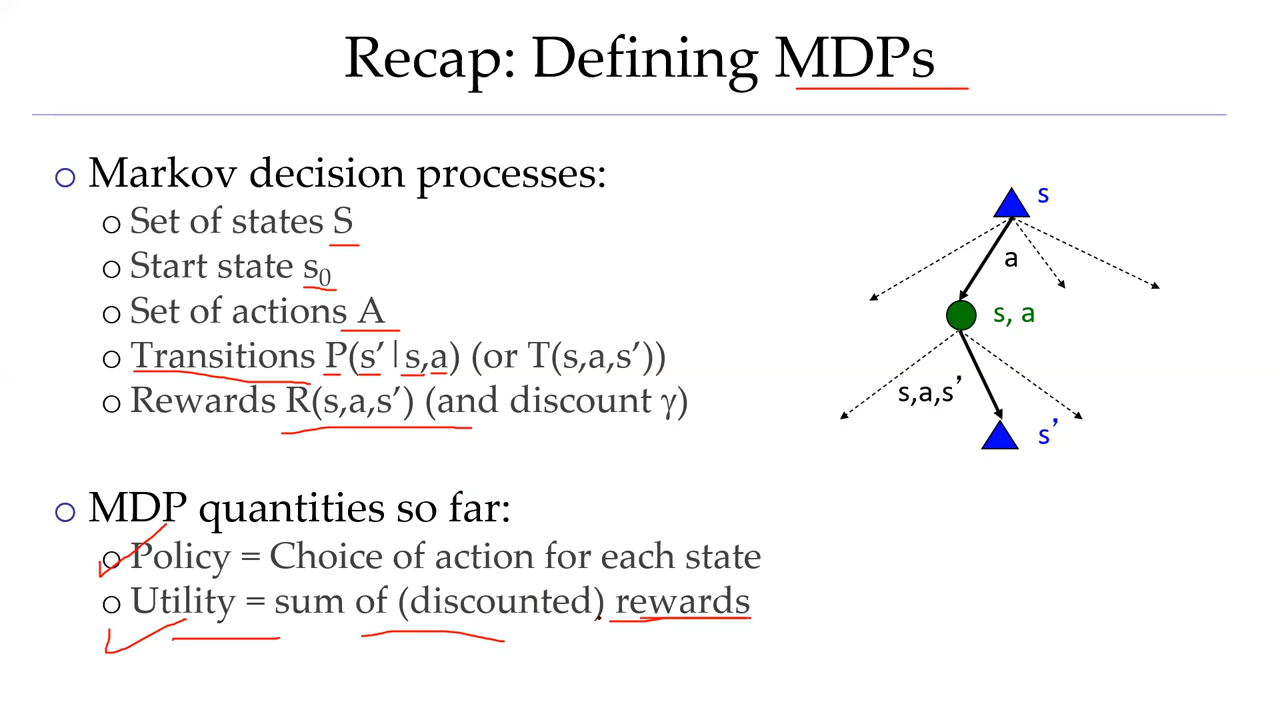 Recap: Defining MDPs
Markov decision processes:
Set of states S
Start state s₀
Set of actions A
Transitions P(s’|s,a) (or T(s,a,s’))
Rewards R(s,a,s’) (and discount γ)
MDP quantities so far:
Policy = Choice of action for each state
Utility = sum of (discounted) rewards
s
a
s, a
s,a,s’
s’